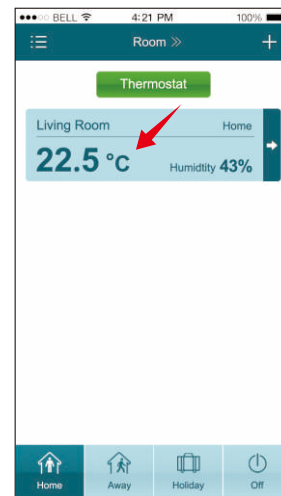 BELL 4:21 PM 100%
Room >>
Thermostat
Living Room Home
22.5 °C Humidtity 43%
Home Away Holiday Off